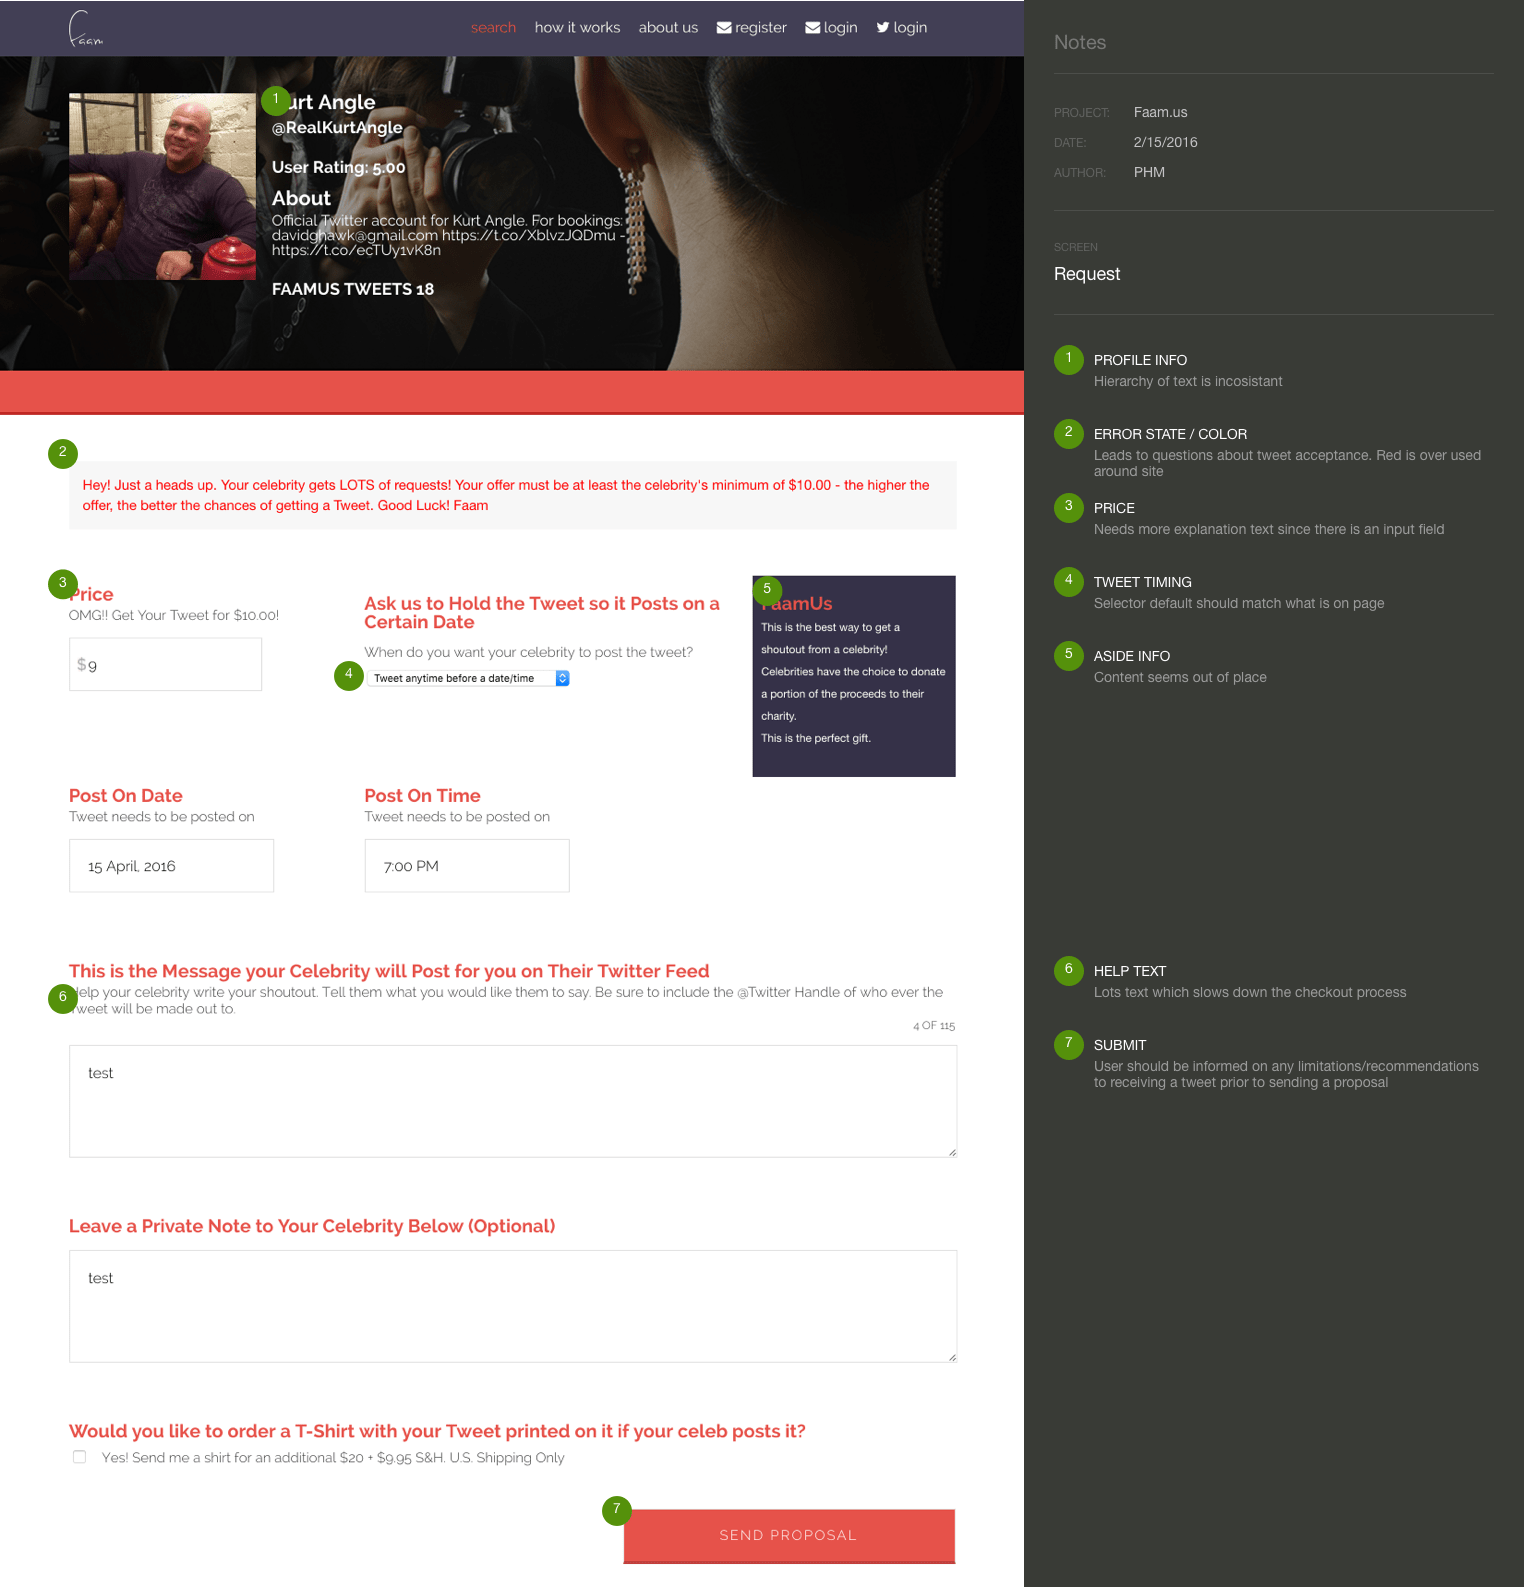 Faam
search how it works about us register login login
1
Kurt Angle
@RealKurtAngle
User Rating: 5.00
About
Official Twitter account for Kurt Angle. For bookings:
davidghawk@gmail.com https://t.co/XblvzJQDmu -
https://t.co/ecTUy1vK8n
FAAMUS TWEETS 18
2
Hey! Just a heads up. Your celebrity gets LOTS of requests! Your offer must be at least the celebrity's minimum of $10.00 - the higher the
offer, the better the chances of getting a Tweet. Good Luck! Faam
3
Price
OMG!! Get Your Tweet for $10.00!
$9
Ask us to Hold the Tweet so it Posts on a
Certain Date
When do you want your celebrity to post the tweet?
4
Tweet anytime before a date/time
5
FaamUs
This is the best way to get a
shoutout from a celebrity!
Celebrities have the choice to donate
a portion of the proceeds to their
charity.
This is the perfect gift.
Post On Date
Tweet needs to be posted on
15 April, 2016
Post On Time
Tweet needs to be posted on
7:00 PM
This is the Message your Celebrity will Post for you on Their Twitter Feed
6
Help your celebrity write your shoutout. Tell them what you would like them to say. Be sure to include the @Twitter Handle of who ever the
Tweet will be made out to.
4 OF 115
test
Leave a Private Note to Your Celebrity Below (Optional)
test
Would you like to order a T-Shirt with your Tweet printed on it if your celeb posts it?
Yes! Send me a shirt for an additional $20 + $9.95 S&H. U.S. Shipping Only
7
SEND PROPOSAL
Notes
PROJECT: Faam.us
DATE: 2/15/2016
AUTHOR: PHM
SCREEN
Request
1 PROFILE INFO
Hierarchy of text is incosistant
2 ERROR STATE / COLOR
Leads to questions about tweet acceptance. Red is over used
around site
3 PRICE
Needs more explanation text since there is an input field
4 TWEET TIMING
Selector default should match what is on page
5 ASIDE INFO
Content seems out of place
6 HELP TEXT
Lots text which slows down the checkout process
7 SUBMIT
User should be informed on any limitations/recommendations
to receiving a tweet prior to sending a proposal